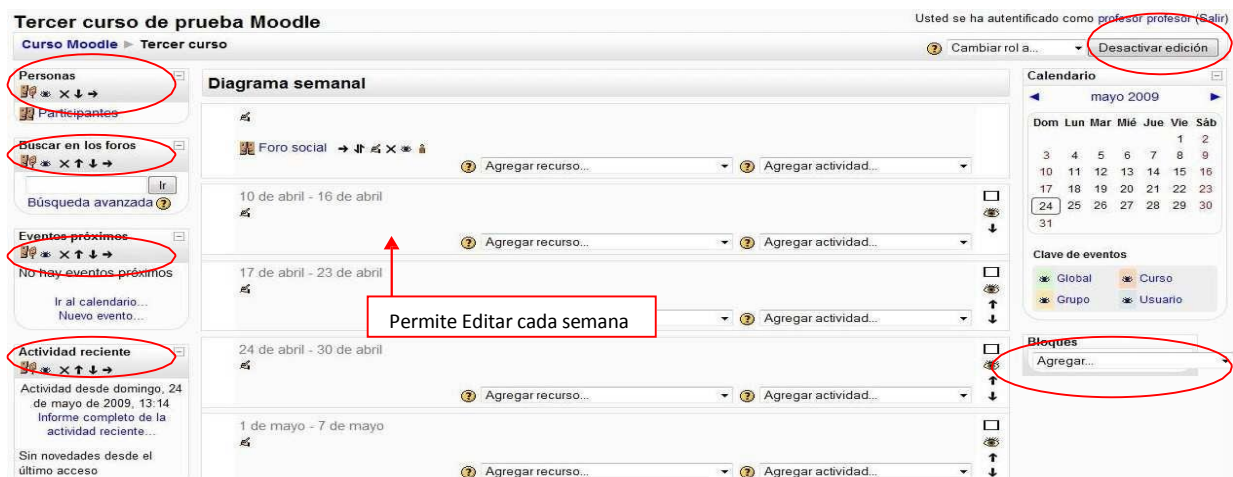 Tercer curso de prueba Moodle
Usted se ha autentificado como profesor profesor (Salir)
Curso Moodle ► Tercer curso
Cambiar rol a...
Desactivar edición
Personas
Participantes
Buscar en los foros
Ir
Búsqueda avanzada
Eventos próximos
No hay eventos próximos
Ir al calendario...
Nuevo evento...
Actividad reciente
Actividad desde domingo, 24
de mayo de 2009, 13:14
Informe completo de la
actividad reciente...
Sin novedades desde el
último acceso
Diagrama semanal
Foro social
Agregar recurso...
Agregar actividad...
10 de abril - 16 de abril
Agregar recurso...
Agregar actividad...
17 de abril - 23 de abril
Permite Editar cada semana
Agregar actividad...
24 de abril - 30 de abril
Agregar recurso...
Agregar actividad...
1 de mayo - 7 de mayo
Agregar recurso...
Agregar actividad...
Calendario
◄ mayo 2009 ►
Dom Lun Mar Mié Jue Vie Sáb
1 2
3 4 5 6 7 8 9
10 11 12 13 14 15 16
17 18 19 20 21 22 23
24 25 26 27 28 29 30
31
Clave de eventos
Global Curso
Grupo Usuario
Bloques
Agregar...